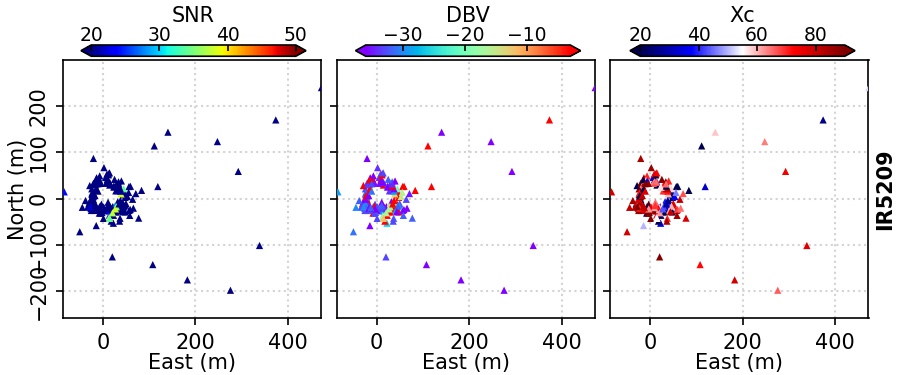 SNR DBV Xc
20 30 40 50 −30 −20 −10 20 40 60 80
North (m)
200
100
0
−100
−200
IR5209
0 200 400 0 200 400 0 200 400
East (m) East (m) East (m)